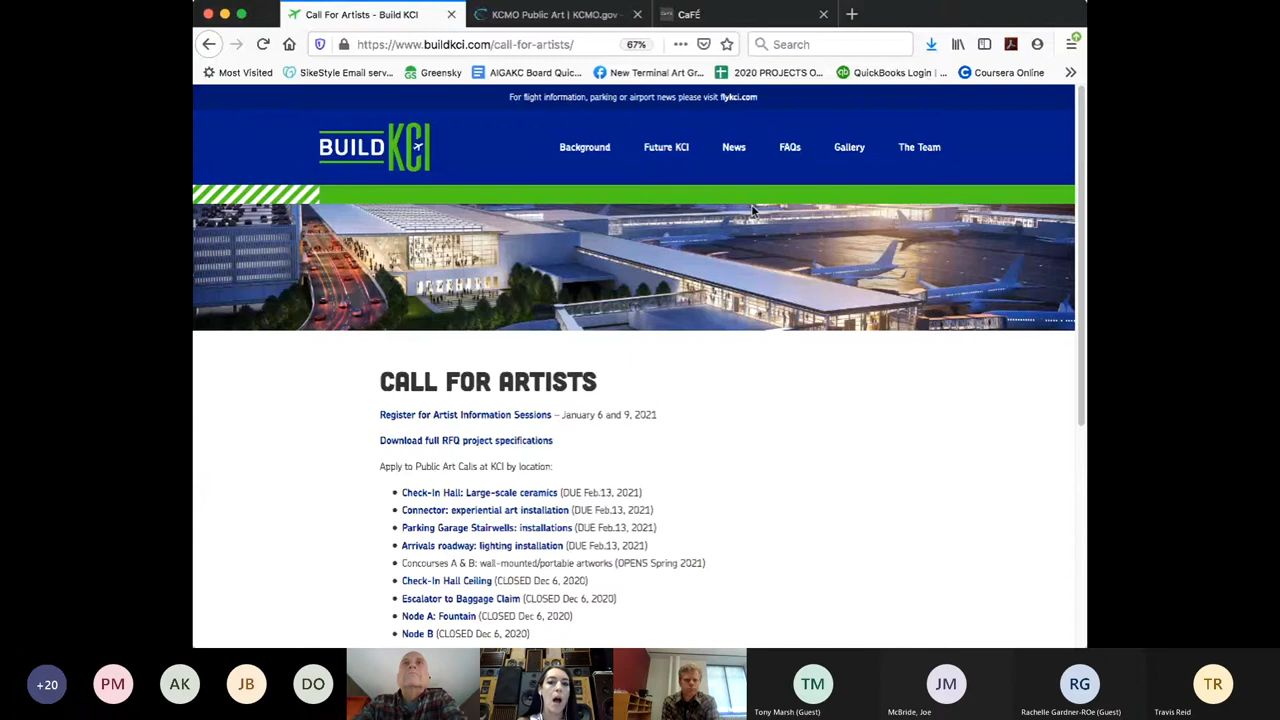 Call For Artists - Build KCI
KCMO Public Art | KCMO.gov -
CaFÉ
https://www.buildkci.com/call-for-artists/
67%
Search
Most Visited
SikeStyle Email serv...
Greensky
AIGAKC Board Quic...
New Terminal Art Gr...
2020 PROJECTS O...
QuickBooks Login | ...
Coursera Online
For flight information, parking or airport news please visit flykci.com
BUILD KCI
Background
Future KCI
News
FAQs
Gallery
The Team
CALL FOR ARTISTS
Register for Artist Information Sessions – January 6 and 9, 2021
Download full RFQ project specifications
Apply to Public Art Calls at KCI by location:
Check-In Hall: Large-scale ceramics (DUE Feb.13, 2021)
Connector: experiential art installation (DUE Feb.13, 2021)
Parking Garage Stairwells: installations (DUE Feb.13, 2021)
Arrivals roadway: lighting installation (DUE Feb.13, 2021)
Concourses A & B: wall-mounted/portable artworks (OPENS Spring 2021)
Check-In Hall Ceiling (CLOSED Dec 6, 2020)
Escalator to Baggage Claim (CLOSED Dec 6, 2020)
Node A: Fountain (CLOSED Dec 6, 2020)
Node B (CLOSED Dec 6, 2020)
+20
PM
AK
JB
DO
TM
JM
RG
TR
Tony Marsh (Guest)
McBride, Joe
Rachelle Gardner-ROe (Guest)
Travis Reid